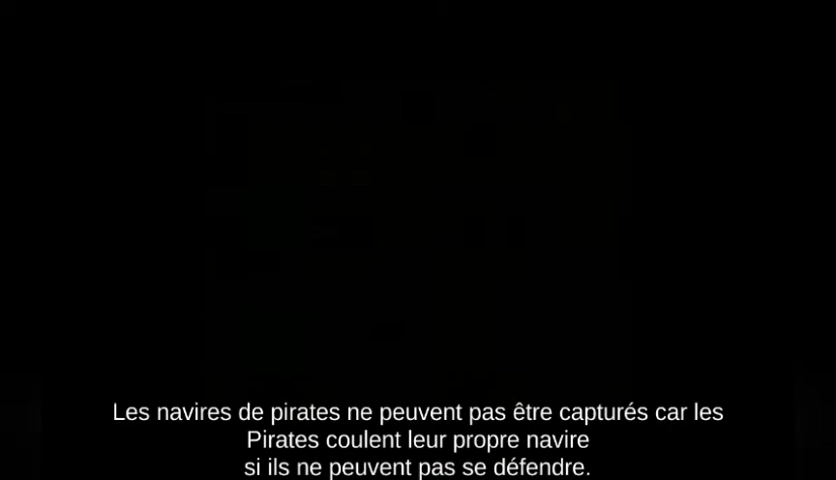 Les navires de pirates ne peuvent pas être capturés car les
Pirates coulent leur propre navire
si ils ne peuvent pas se défendre.